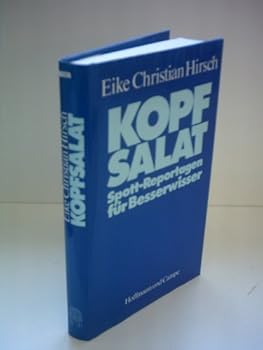 Eike Christian Hirsch
KOPF
SALAT
Spott-Reportagen
für Besserwisser
Hoffmann und Campe
Eike Christian Hirsch
KOPFSALAT